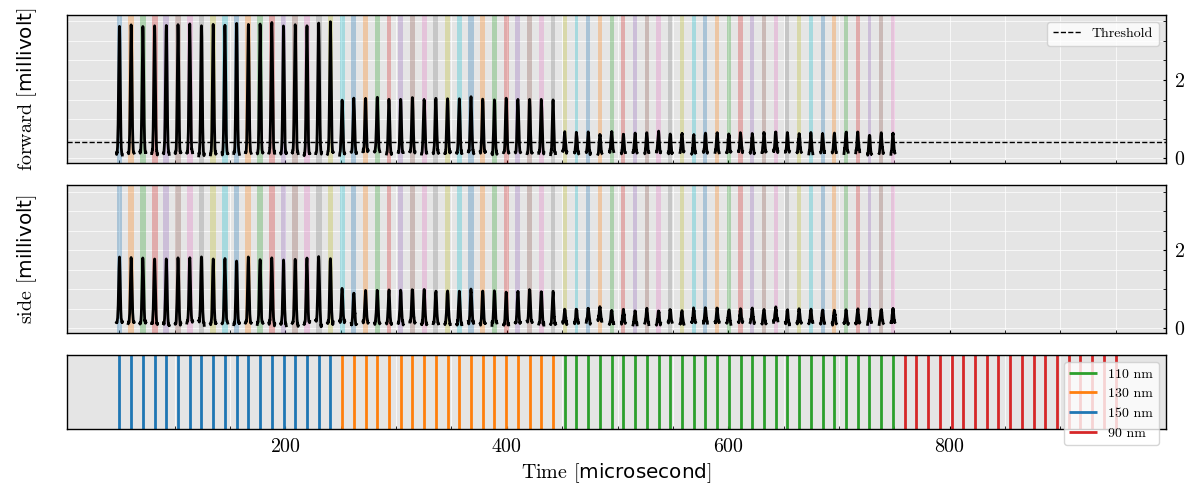 forward [millivolt]
Threshold
2
0
side [millivolt]
2
0
110 nm
130 nm
150 nm
90 nm
200
400
600
800
Time [microsecond]